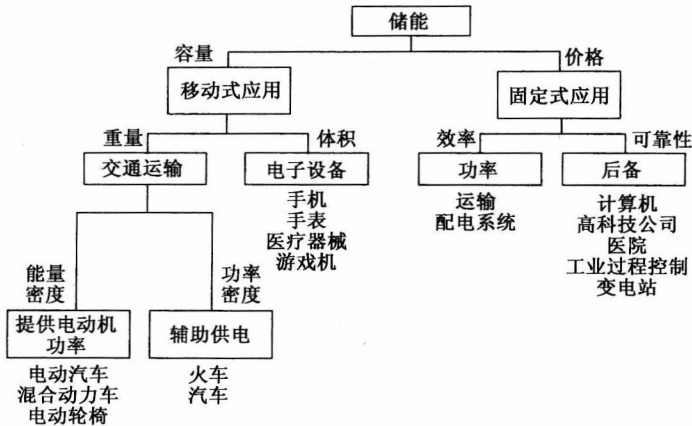 储能
容量
价格
移动式应用
固定式应用
重量
体积
效率
可靠性
交通运输
电子设备
功率
后备
手机
手表
医疗器械
游戏机
运输
配电系统
计算机
高科技公司
医院
工业过程控制
变电站
能量
密度
功率
密度
提供电动机
功率
辅助供电
电动汽车
混合动力车
电动轮椅
火车
汽车